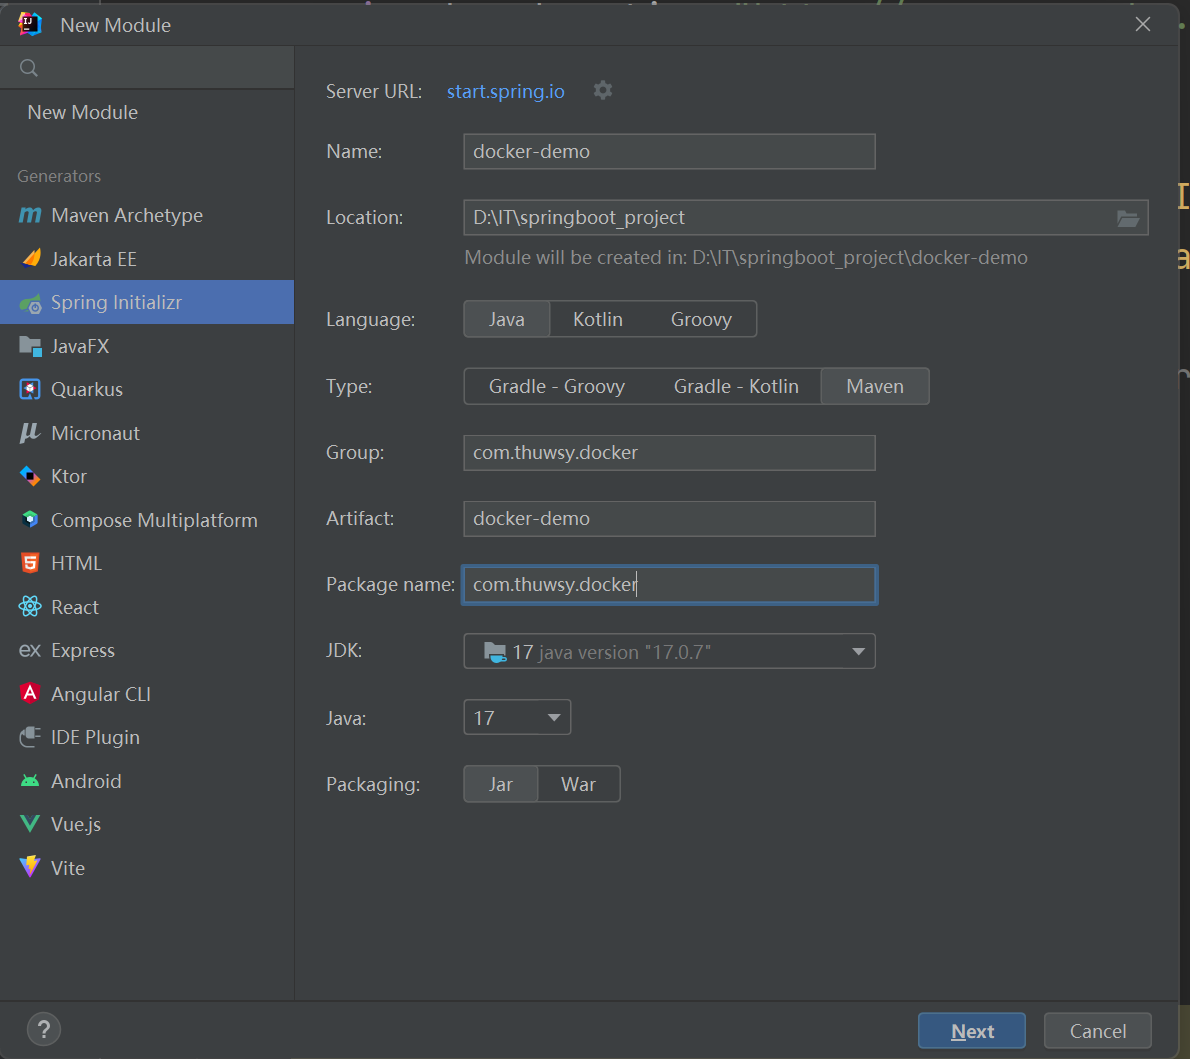 New Module
New Module
Generators
Maven Archetype
Jakarta EE
Spring Initializr
JavaFX
Quarkus
Micronaut
Ktor
Compose Multiplatform
HTML
React
ex Express
Angular CLI
IDE Plugin
Android
Vue.js
Vite
Server URL: start.spring.io
Name: docker-demo
Location: D:\IT\springboot_project
Module will be created in: D:\IT\springboot_project\docker-demo
Language: Java Kotlin Groovy
Type: Gradle - Groovy Gradle - Kotlin Maven
Group: com.thuwsy.docker
Artifact: docker-demo
Package name: com.thuwsy.docker
JDK: 17 java version "17.0.7"
Java: 17
Packaging: Jar War
? Next Cancel